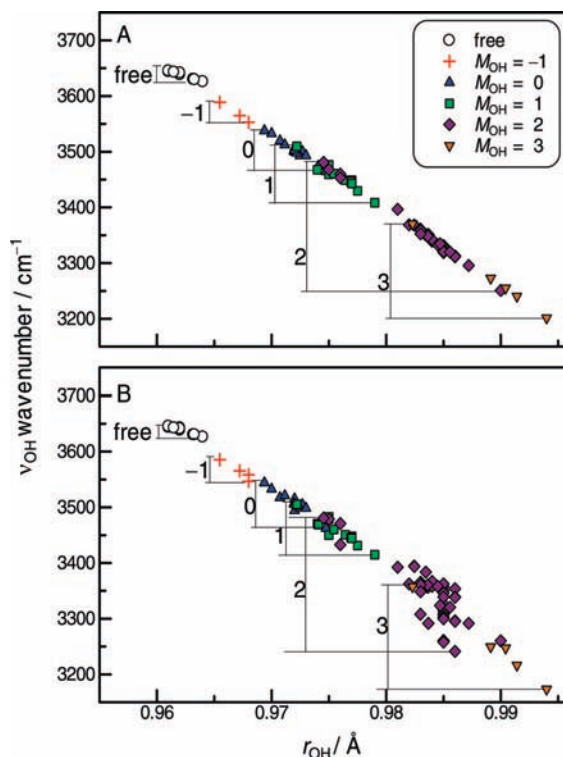 A
free
M_OH = −1
M_OH = 0
M_OH = 1
M_OH = 2
M_OH = 3
3700
3600
3500
3400
3300
3200
free
−1
0
1
2
3
B
3700
3600
3500
3400
3300
3200
free
−1
0
1
2
3
ν_OH wavenumber / cm⁻¹
0.96
0.97
0.98
0.99
r_OH / Å